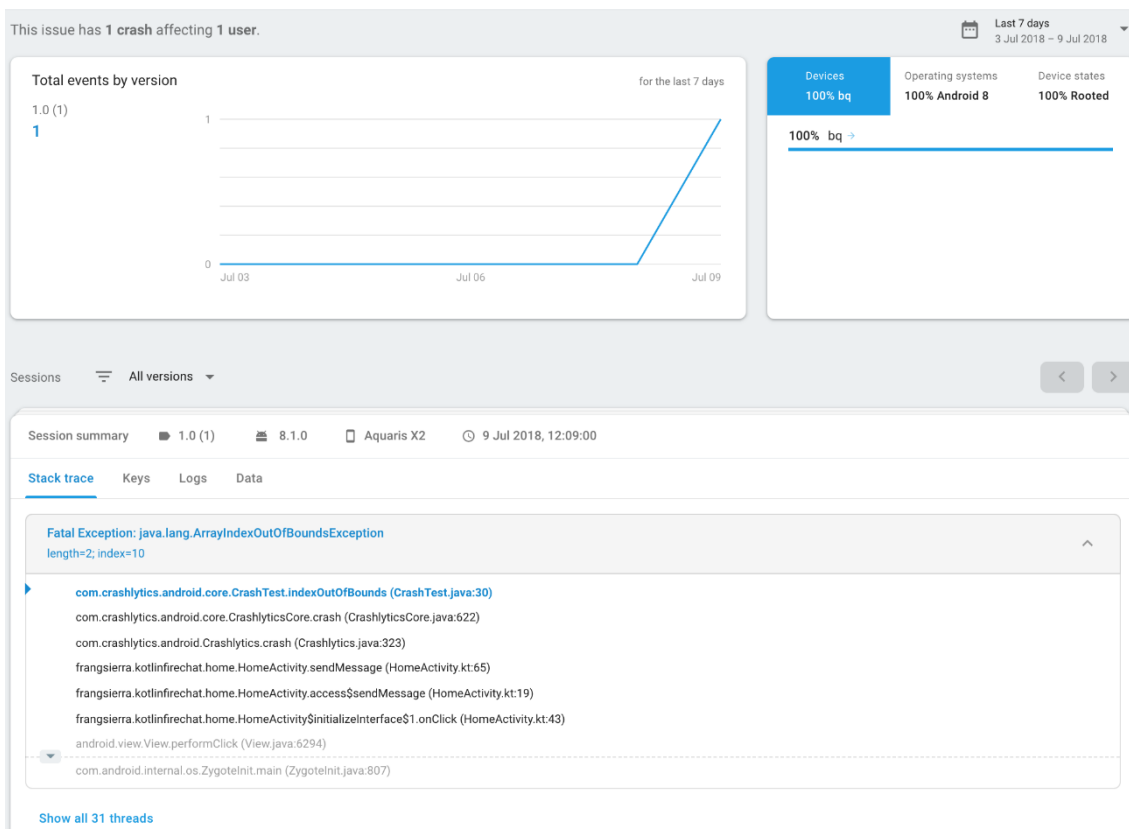 This issue has 1 crash affecting 1 user.
Last 7 days
3 Jul 2018 – 9 Jul 2018
Total events by version
for the last 7 days
1.0 (1)
1
1
0
Jul 03
Jul 06
Jul 09
Devices
100% bq
Operating systems
100% Android 8
Device states
100% Rooted
100% bq →
Sessions
All versions
Session summary
1.0 (1)
8.1.0
Aquaris X2
9 Jul 2018, 12:09:00
Stack trace
Keys
Logs
Data
Fatal Exception: java.lang.ArrayIndexOutOfBoundsException
length=2; index=10
com.crashlytics.android.core.CrashTest.indexOutOfBounds (CrashTest.java:30)
com.crashlytics.android.core.CrashlyticsCore.crash (CrashlyticsCore.java:622)
com.crashlytics.android.Crashlytics.crash (Crashlytics.java:323)
frangsierra.kotlinfirechat.home.HomeActivity.sendMessage (HomeActivity.kt:65)
frangsierra.kotlinfirechat.home.HomeActivity.access$sendMessage (HomeActivity.kt:19)
frangsierra.kotlinfirechat.home.HomeActivity$initializeInterface$1.onClick (HomeActivity.kt:43)
android.view.View.performClick (View.java:6294)
com.android.internal.os.ZygoteInit.main (ZygoteInit.java:807)
Show all 31 threads